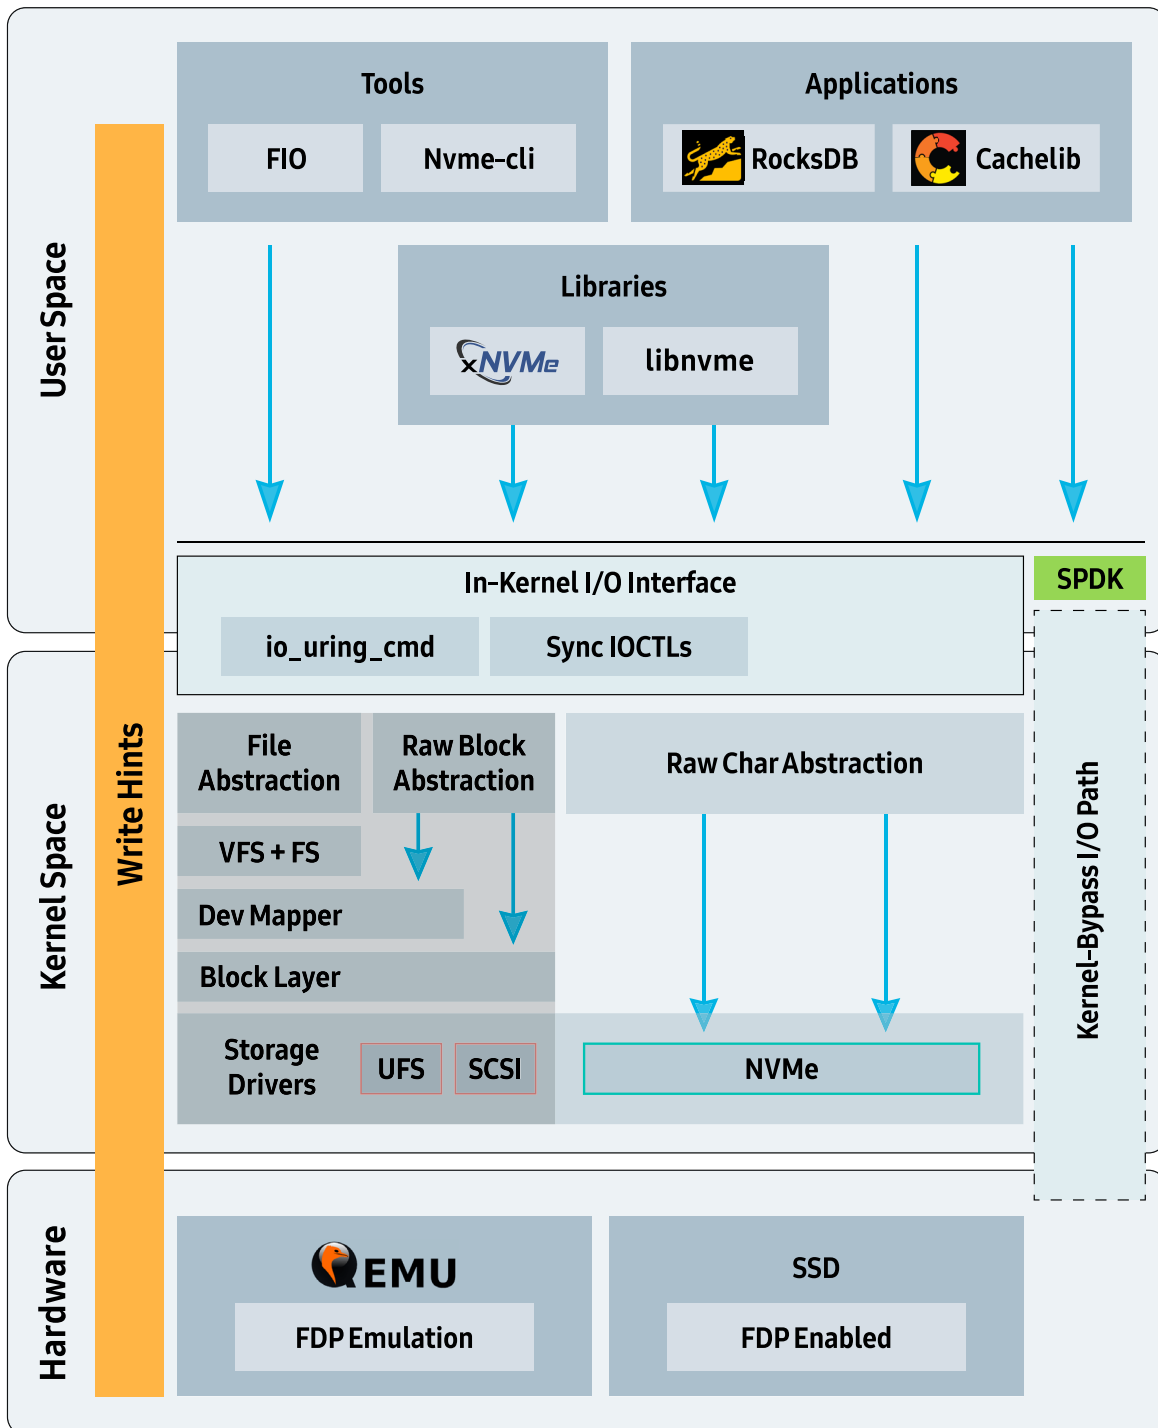 Tools
FIO
Nvme-cli
Applications
RocksDB
Cachelib
Libraries
xNVMe
libnvme
User Space
In-Kernel I/O Interface
SPDK
io_uring_cmd
Sync IOCTLs
Write Hints
Kernel Space
File
Abstraction
Raw Block
Abstraction
Raw Char Abstraction
VFS + FS
Dev Mapper
Block Layer
Storage
Drivers
UFS
SCSI
NVMe
Kernel-Bypass I/O Path
Hardware
QEMU
FDP Emulation
SSD
FDP Enabled